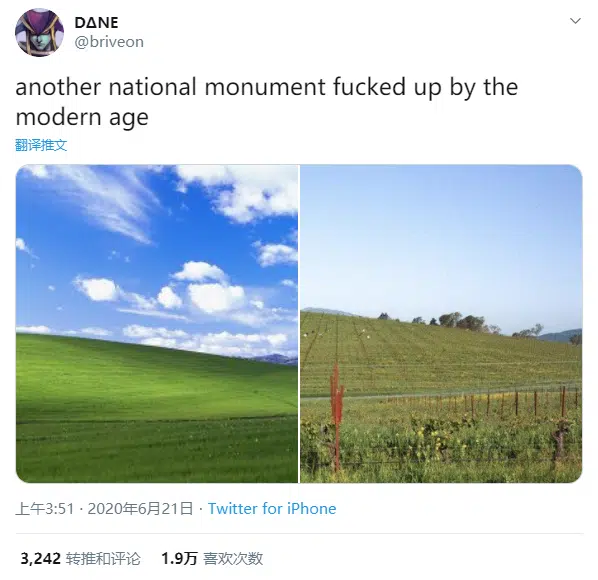 DΔNE
@briveon
another national monument fucked up by the
modern age
翻译推文
上午3:51 · 2020年6月21日 · Twitter for iPhone
3,242 转推和评论 1.9万 喜欢次数